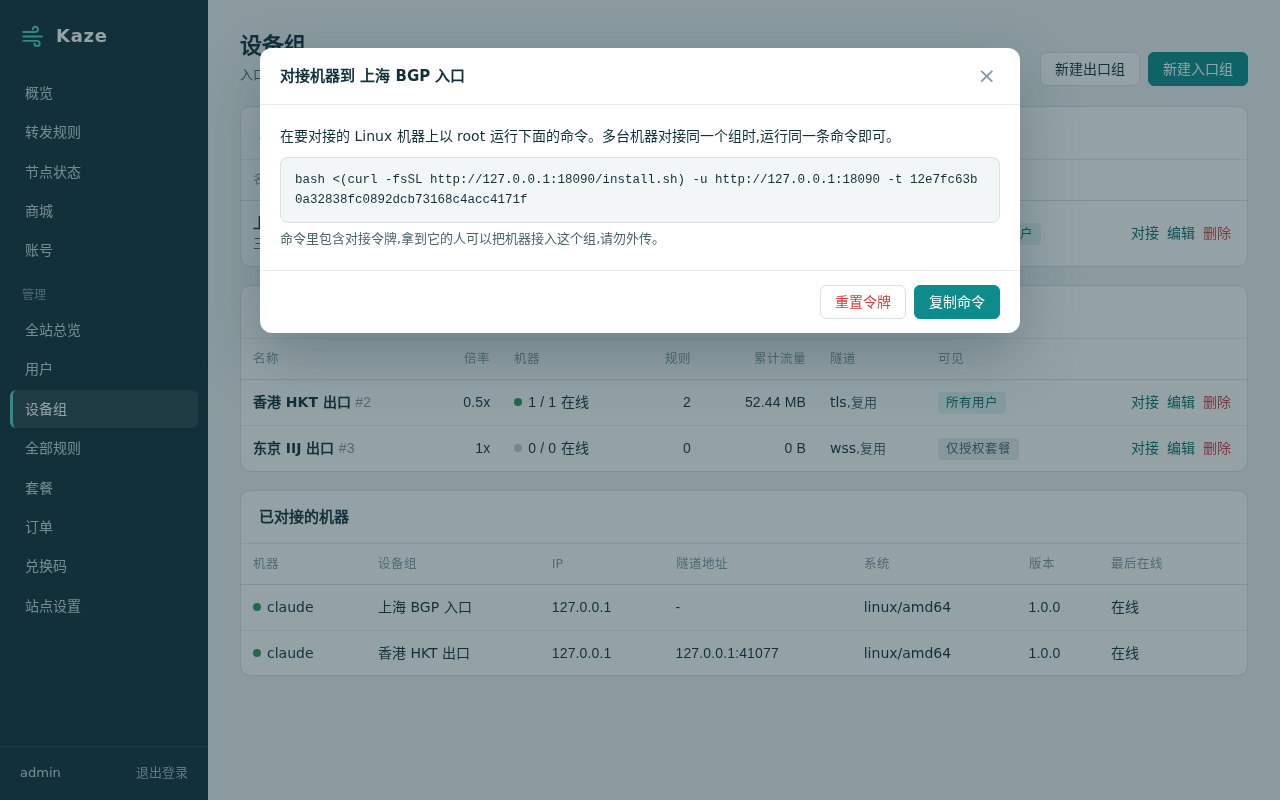 Kaze
概览
转发规则
节点状态
商城
账号
管理
全站总览
用户
设备组
全部规则
套餐
订单
兑换码
站点设置
admin 退出登录
设备组
新建出口组 新建入口组
对接机器到 上海 BGP 入口
在要对接的 Linux 机器上以 root 运行下面的命令。多台机器对接同一个组时,运行同一条命令即可。
bash <(curl -fsSL http://127.0.0.1:18090/install.sh) -u http://127.0.0.1:18090 -t 12e7fc63b
0a32838fc0892dcb73168c4acc4171f
命令里包含对接令牌,拿到它的人可以把机器接入这个组,请勿外传。
重置令牌 复制命令
户 对接 编辑 删除
名称 倍率 机器 规则 累计流量 隧道 可见
香港 HKT 出口 #2 0.5x 1 / 1 在线 2 52.44 MB tls,复用 所有用户 对接 编辑 删除
东京 IIJ 出口 #3 1x 0 / 0 在线 0 0 B wss,复用 仅授权套餐 对接 编辑 删除
已对接的机器
机器 设备组 IP 隧道地址 系统 版本 最后在线
claude 上海 BGP 入口 127.0.0.1 - linux/amd64 1.0.0 在线
claude 香港 HKT 出口 127.0.0.1 127.0.0.1:41077 linux/amd64 1.0.0 在线